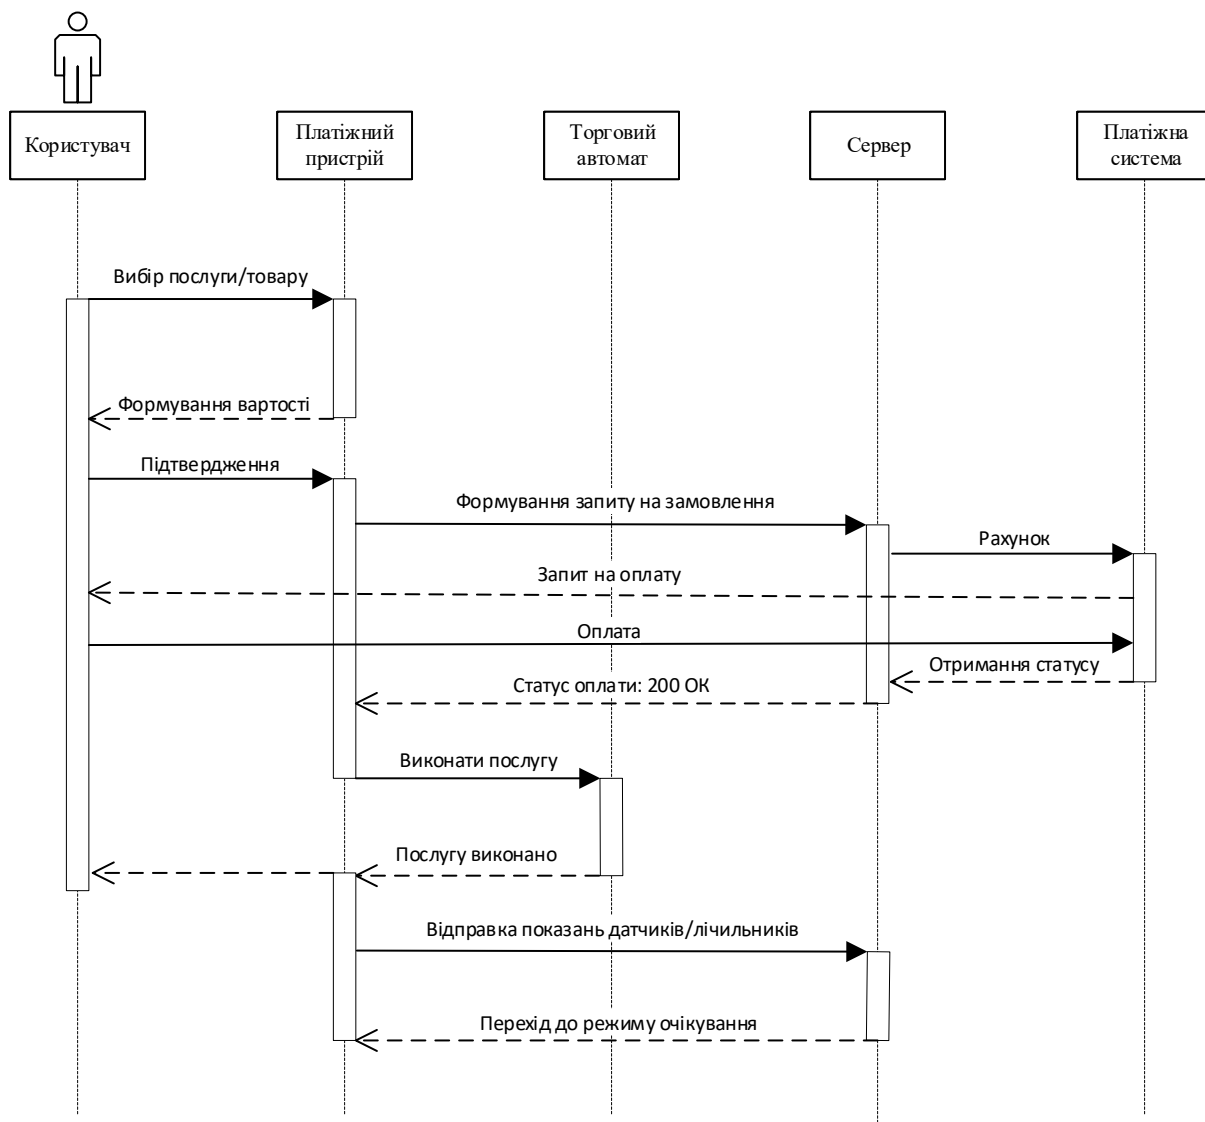 Користувач
Платіжний
пристрій
Торговий
автомат
Сервер
Платіжна
система
Вибір послуги/товару
Формування вартості
Підтвердження
Формування запиту на замовлення
Рахунок
Запит на оплату
Оплата
Отримання статусу
Статус оплати: 200 ОК
Виконати послугу
Послугу виконано
Відправка показань датчиків/лічильників
Перехід до режиму очікування